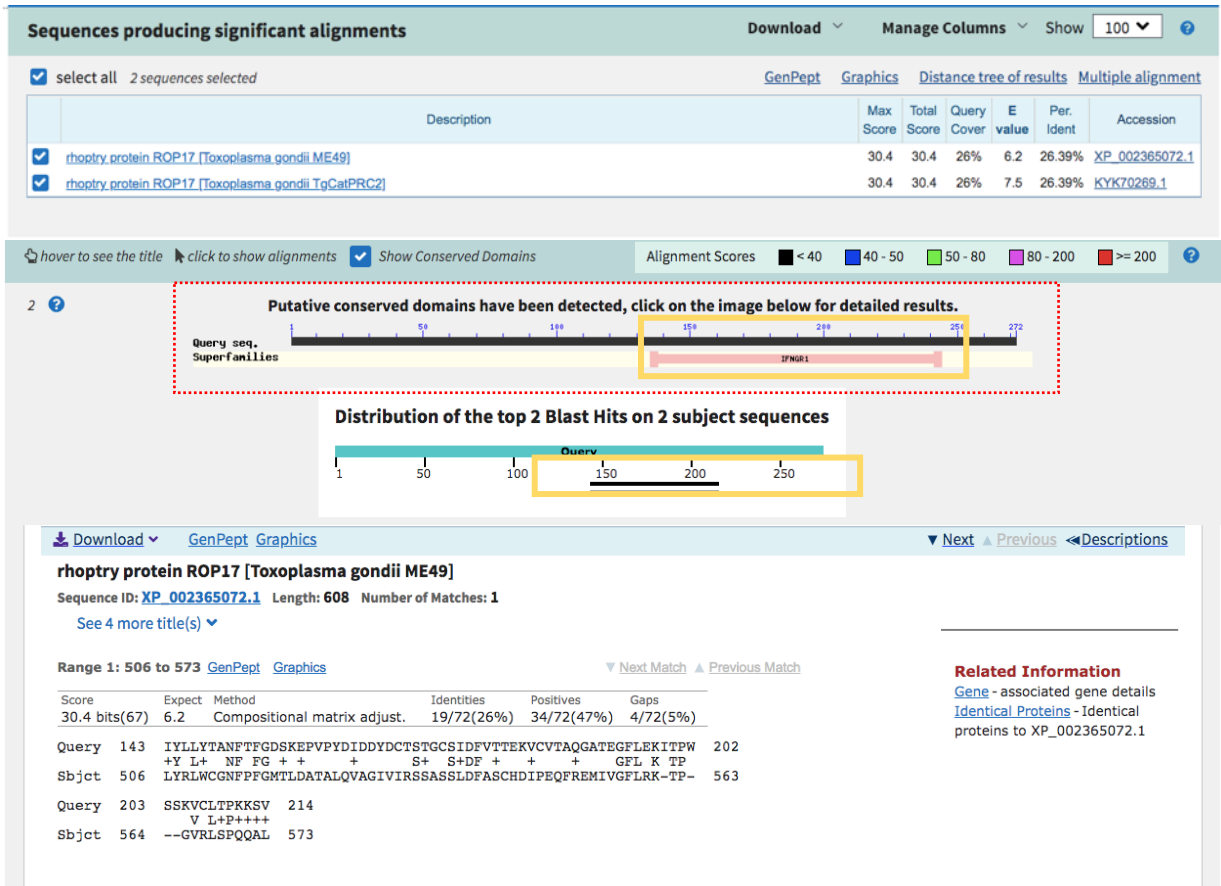 Sequences producing significant alignments Download Manage Columns Show 100 ?
select all 2 sequences selected GenPept Graphics Distance tree of results Multiple alignment
Description Max Score Total Score Query Cover E value Per. Ident Accession
rhoptry protein ROP17 [Toxoplasma gondii ME49] 30.4 30.4 26% 6.2 26.39% XP_002365072.1
rhoptry protein ROP17 [Toxoplasma gondii TgCatPRC2] 30.4 30.4 26% 7.5 26.39% KYK70269.1
hover to see the title click to show alignments Show Conserved Domains Alignment Scores < 40 40 - 50 50 - 80 80 - 200 >= 200 ?
2 ? Putative conserved domains have been detected, click on the image below for detailed results.
1 50 100 150 200 250 272
Query seq.
Superfamilies IFNGR1
Distribution of the top 2 Blast Hits on 2 subject sequences
Query
1 50 100 150 200 250
Download GenPept Graphics Next Previous Descriptions
rhoptry protein ROP17 [Toxoplasma gondii ME49]
Sequence ID: XP_002365072.1 Length: 608 Number of Matches: 1
See 4 more title(s)
Range 1: 506 to 573 GenPept Graphics Next Match Previous Match
Score Expect Method Identities Positives Gaps
30.4 bits(67) 6.2 Compositional matrix adjust. 19/72(26%) 34/72(47%) 4/72(5%)
Query 143 IYLLYTANFTFGDSKEPVPYDIDDYDCTSTGCSIDFVTTEKVCVTAQGATEGFLEKITPW 202
+Y L+ NF FG + + + S+ S+DF + + + GFL K TP
Sbjct 506 LYRLWCGNFPFGMTLDATALQVAGIVIRSSASSLDFASCHDIPEQFREMIVGFLRK-TP- 563
Query 203 SSKVCLTPKKSV 214
V L+P++++
Sbjct 564 --GVRLSPQQAL 573
Related Information
Gene - associated gene details
Identical Proteins - Identical
proteins to XP_002365072.1